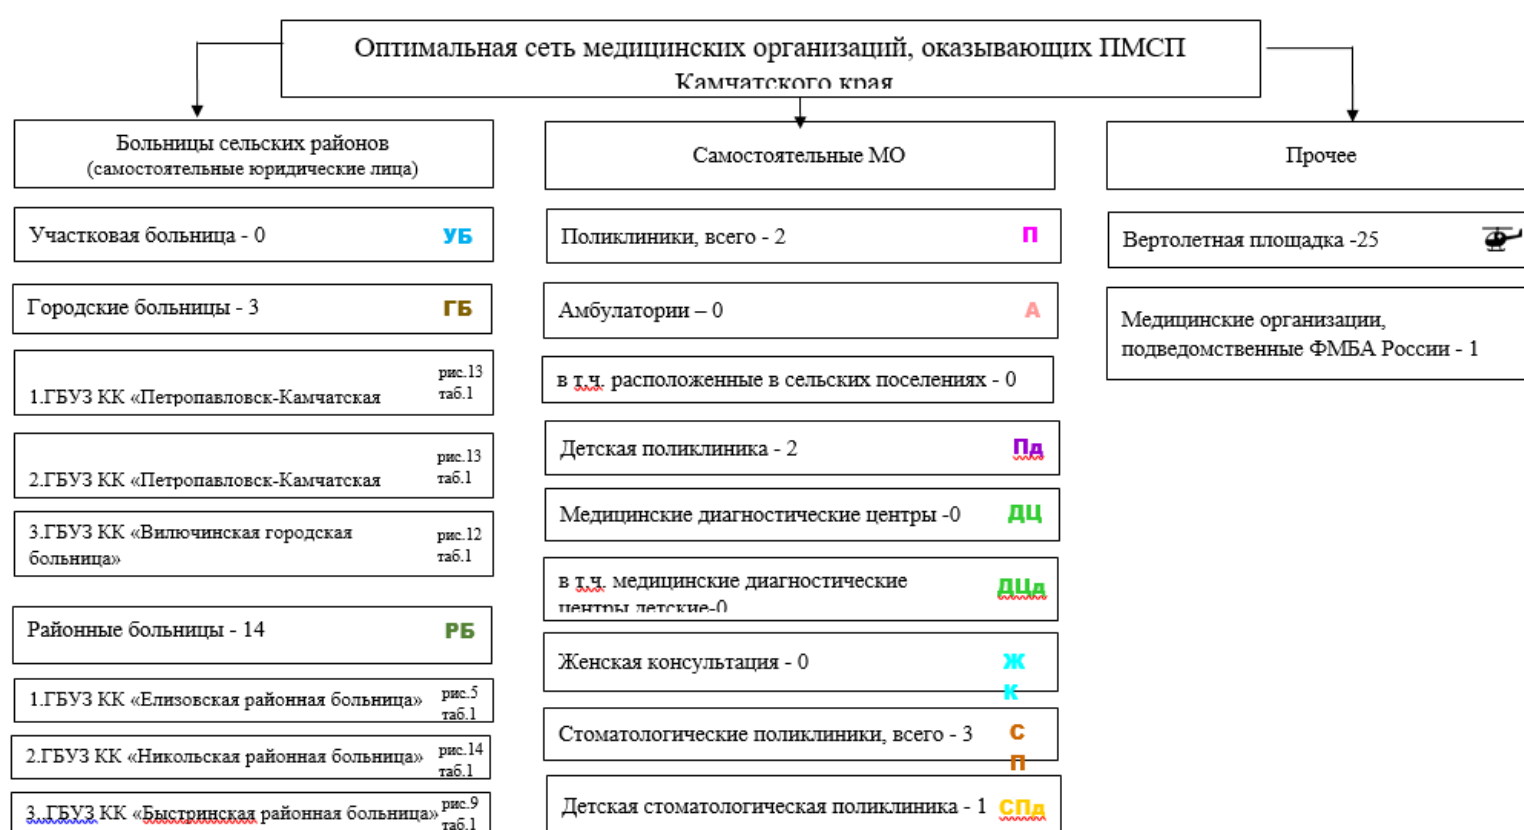 Оптимальная сеть медицинских организаций, оказывающих ПМСП
Камчатского края
Больницы сельских районов
(самостоятельные юридические лица)
Участковая больница - 0 УБ
Городские больницы - 3 ГБ
1.ГБУЗ КК «Петропавловск-Камчатская
рис.13
таб.1
2.ГБУЗ КК «Петропавловск-Камчатская
рис.13
таб.1
3.ГБУЗ КК «Вилючинская городская
больница»
рис.12
таб.1
Районные больницы - 14 РБ
1.ГБУЗ КК «Елизовская районная больница»
рис.5
таб.1
2.ГБУЗ КК «Никольская районная больница»
рис.14
таб.1
3..ГБУЗ КК «Быстринская районная больница»
рис.9
таб.1
Самостоятельные МО
Поликлиники, всего - 2 П
Амбулатории – 0 А
в т.ч. расположенные в сельских поселениях - 0
Детская поликлиника - 2 Пд
Медицинские диагностические центры -0 ДЦ
в т.ч. медицинские диагностические
центры детские-0
ДЦд
Женская консультация - 0 Ж
К
Стоматологические поликлиники, всего - 3 С
П
Детская стоматологическая поликлиника - 1 СПд
Прочее
Вертолетная площадка -25
Медицинские организации,
подведомственные ФМБА России - 1